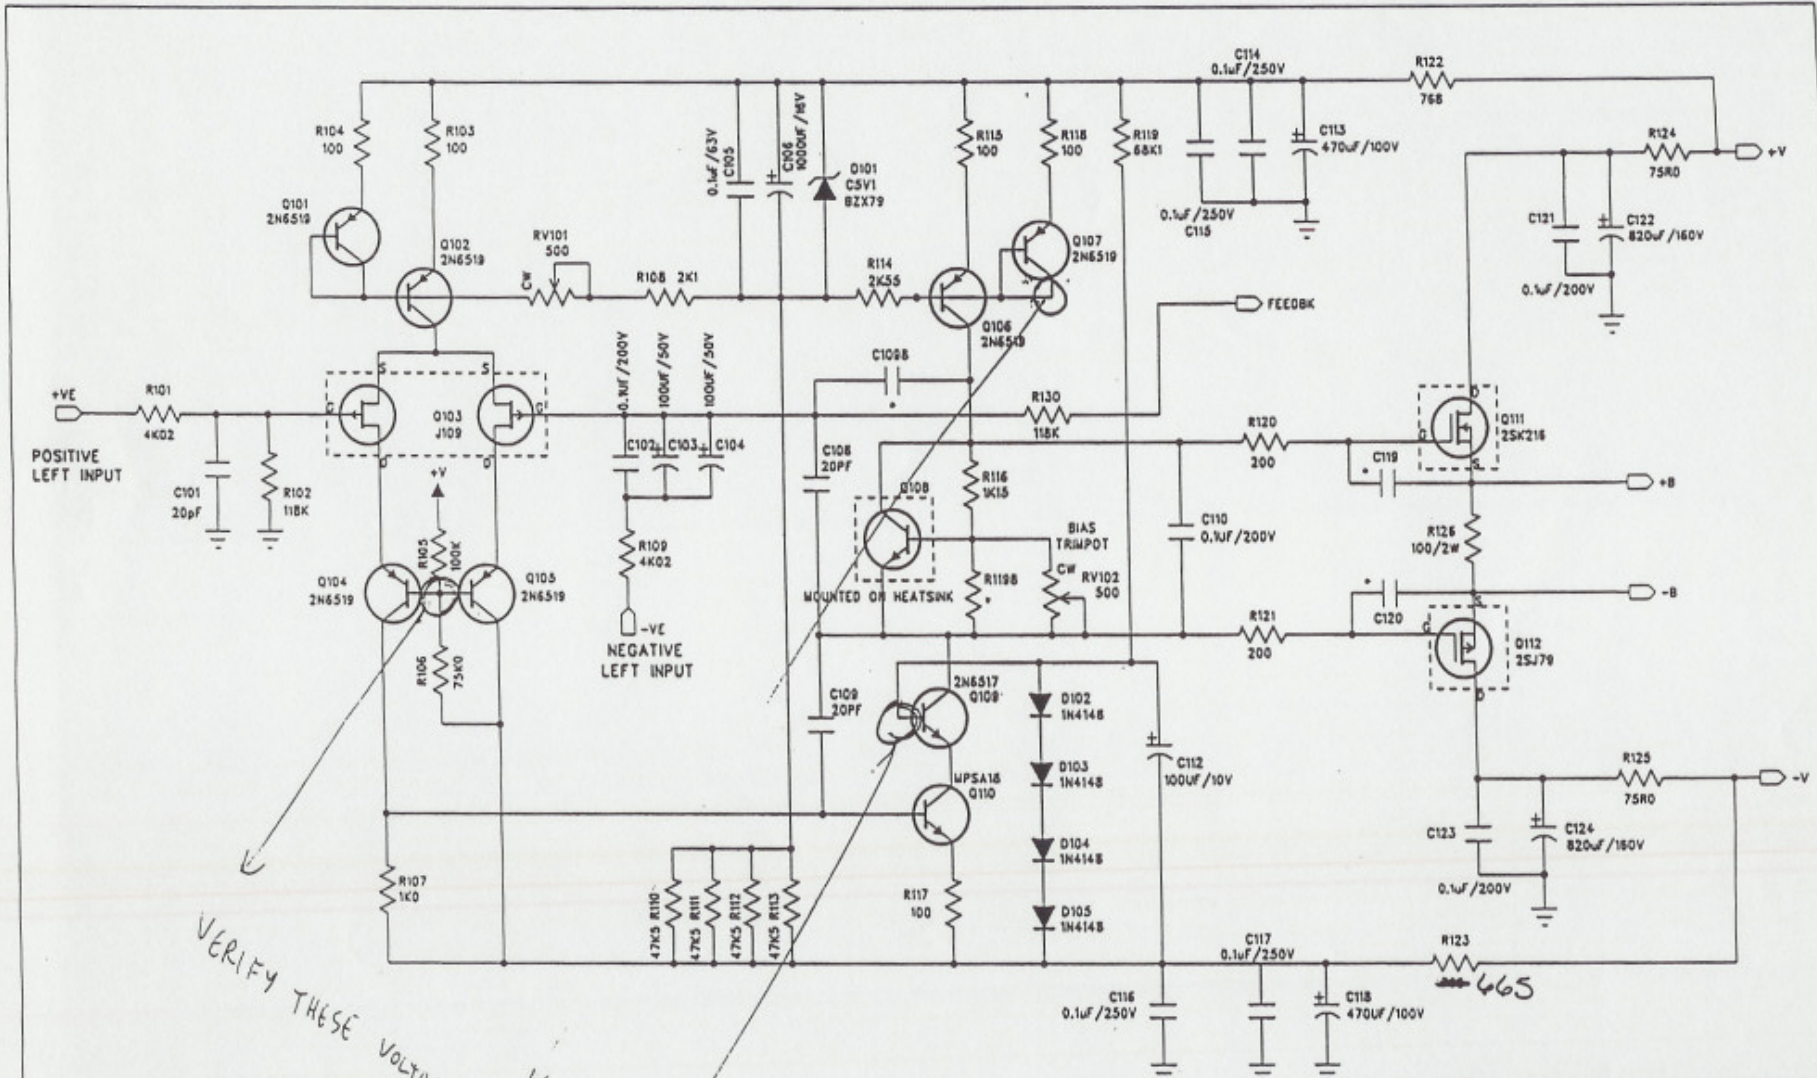 C114
0.1uF/250V
R122
768
R104
100
R103
100
0.1uF/63V
C105
C106
1000UF/16V
D101
C5V1
BZX79
R115
100
R118
100
R119
68K1
C113
470uF/100V
R124
75R0
+V
Q101
2N6519
Q102
2N6519
RV101
500
CW
R108 2K1
R114
2K55
Q107
2N6519
0.1uF/250V
C115
C121
C122
820uF/160V
0.1uF/200V
Q106
2N6519
FEEDBK
S
S
0.1UF/200V
100UF/50V
100UF/50V
C109B
+VE
R101
4K02
G
Q103
J109
G
R130
118K
D
Q111
2SK216
POSITIVE
LEFT INPUT
C101
20pF
R102
118K
D
D
+V
C102
C103
C104
C108
20PF
Q108
R116
1K15
R120
200
G
C119
S
+B
R105
100K
R109
4K02
BIAS
TRIMPOT
C110
0.1UF/200V
R126
100/2W
Q104
2N6519
Q105
2N6519
MOUNTED ON HEATSINK
R119B
CW
RV102
500
-B
R106
75K0
-VE
NEGATIVE
LEFT INPUT
R121
200
C120
S
G
Q112
2SJ79
D
C109
20PF
2N6517
Q109
D102
1N4148
MPSA18
Q110
D103
1N4148
C112
100UF/10V
R125
75R0
-V
D104
1N4148
C123
C124
820uF/160V
R107
1K0
47K5 R110
47K5 R111
47K5 R112
47K5 R113
R117
100
D105
1N4148
0.1uF/200V
C117
0.1uF/250V
R123
665
C116
0.1uF/250V
C118
470UF/100V
VERIFY THESE